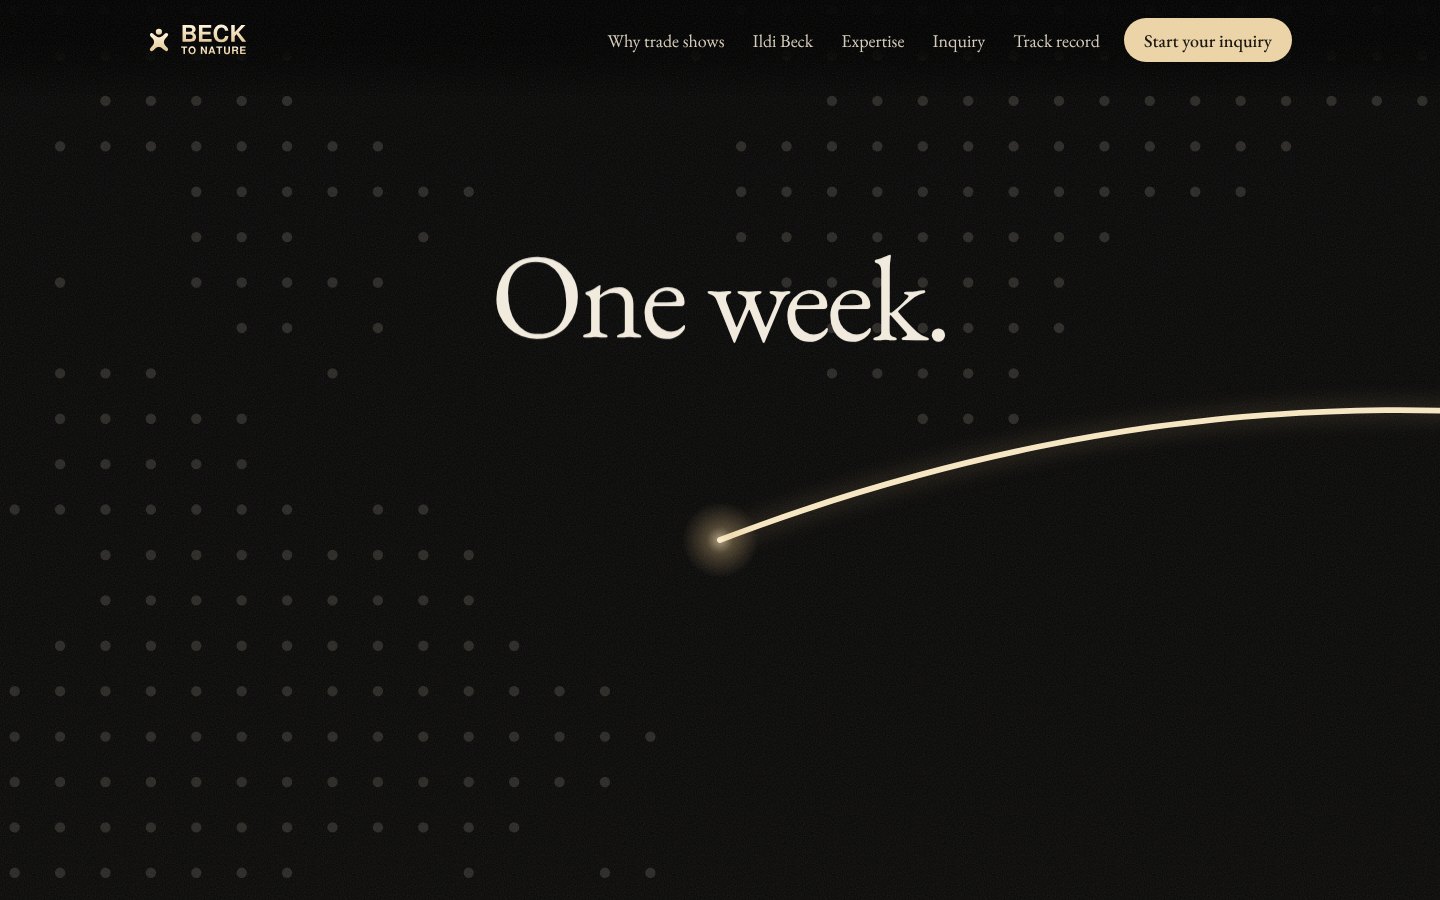 BECK
TO NATURE
Why trade shows
Ildi Beck
Expertise
Inquiry
Track record
Start your inquiry
One week.